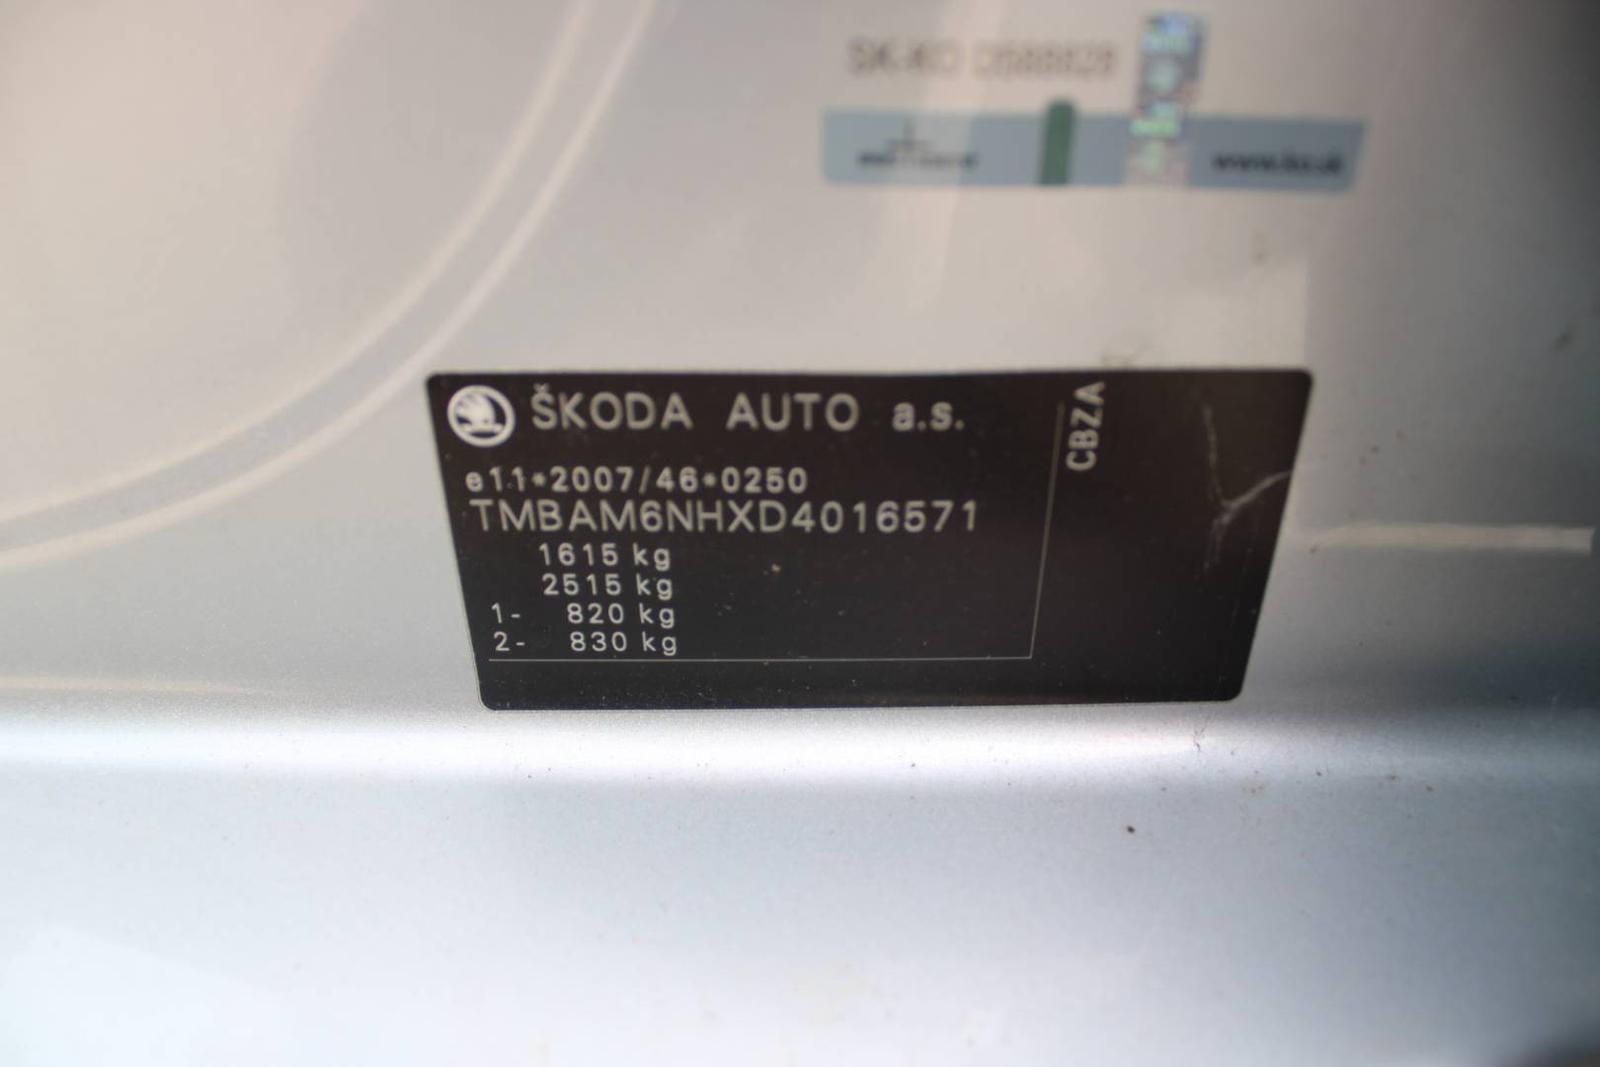 www.ko.sk
ŠKODA AUTO a.s.
CBZA
e11*2007/46*0250
TMBAM6NHXD4016571
1615 kg
2515 kg
1- 820 kg
2- 830 kg